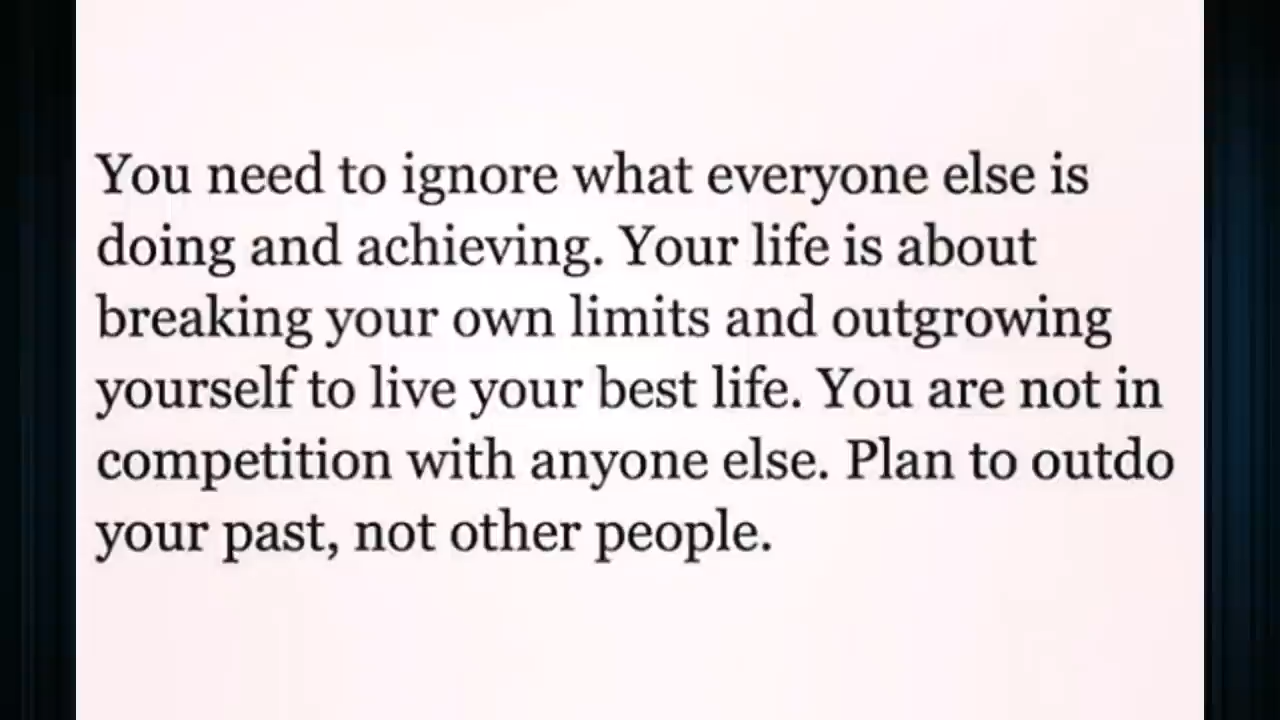 You need to ignore what everyone else is
doing and achieving. Your life is about
breaking your own limits and outgrowing
yourself to live your best life. You are not in
competition with anyone else. Plan to outdo
your past, not other people.